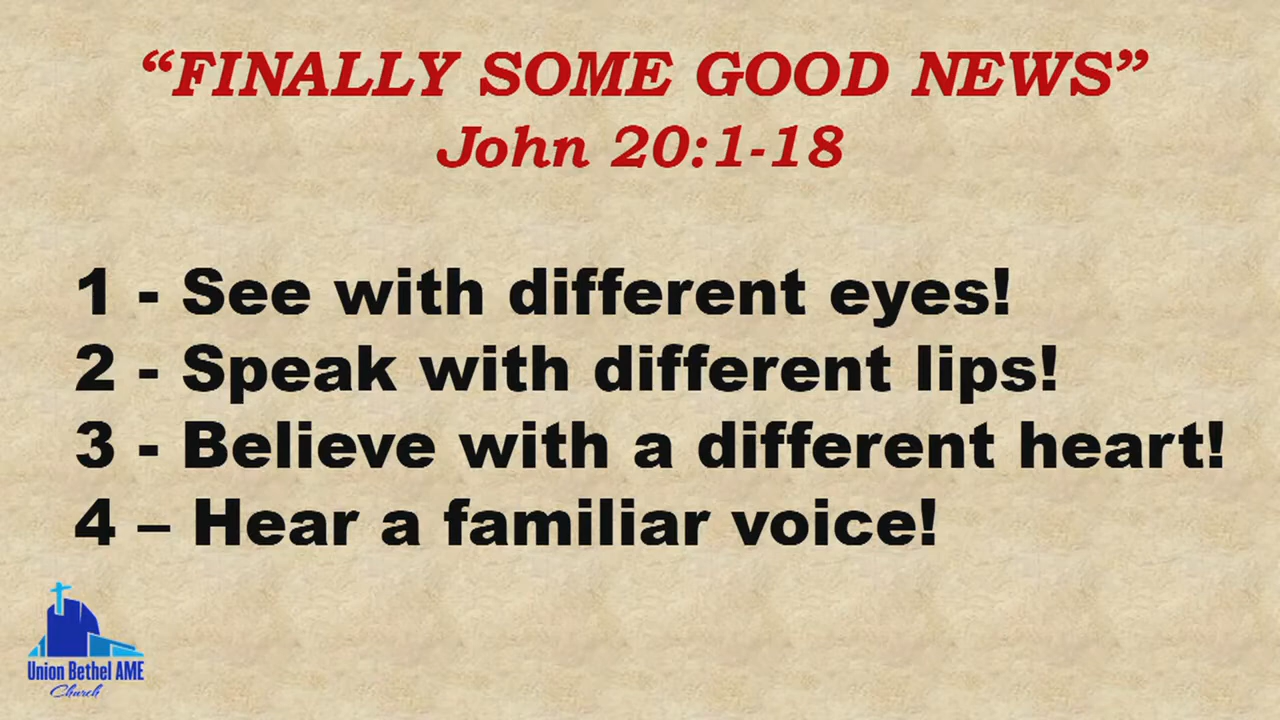 “FINALLY SOME GOOD NEWS”
John 20:1-18
1 - See with different eyes!
2 - Speak with different lips!
3 - Believe with a different heart!
4 – Hear a familiar voice!
Union Bethel AME
Church